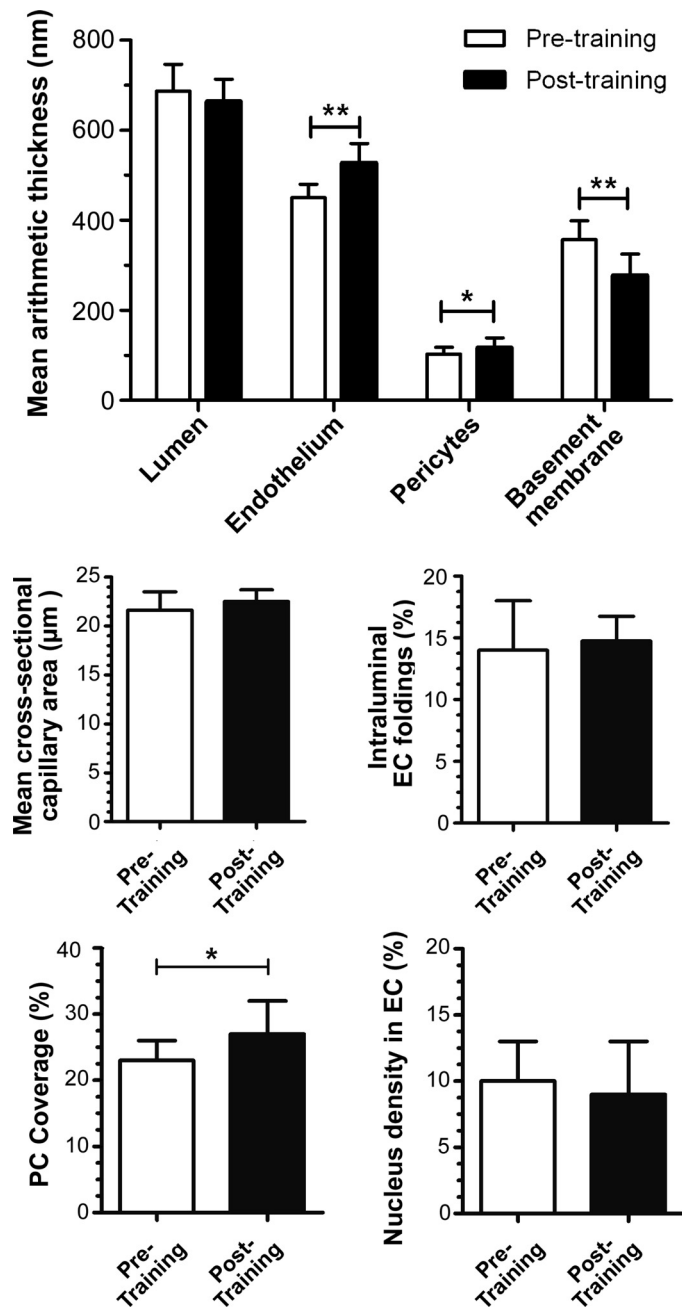 Mean arithmetic thickness (nm)
800
600
400
200
0
Pre-training
Post-training
**
*
**
Lumen
Endothelium
Pericytes
Basement
membrane
Mean cross-sectional
capillary area (µm )
25
20
15
10
5
0
Pre-
Training
Post-
Training
Intraluminal
EC foldings (%)
20
15
10
5
0
Pre-
Training
Post-
Training
PC Coverage (%)
40
30
20
10
0
*
Pre-
Training
Post-
Training
Nucleus density in EC (%)
20
15
10
5
0
Pre-
Training
Post-
Training